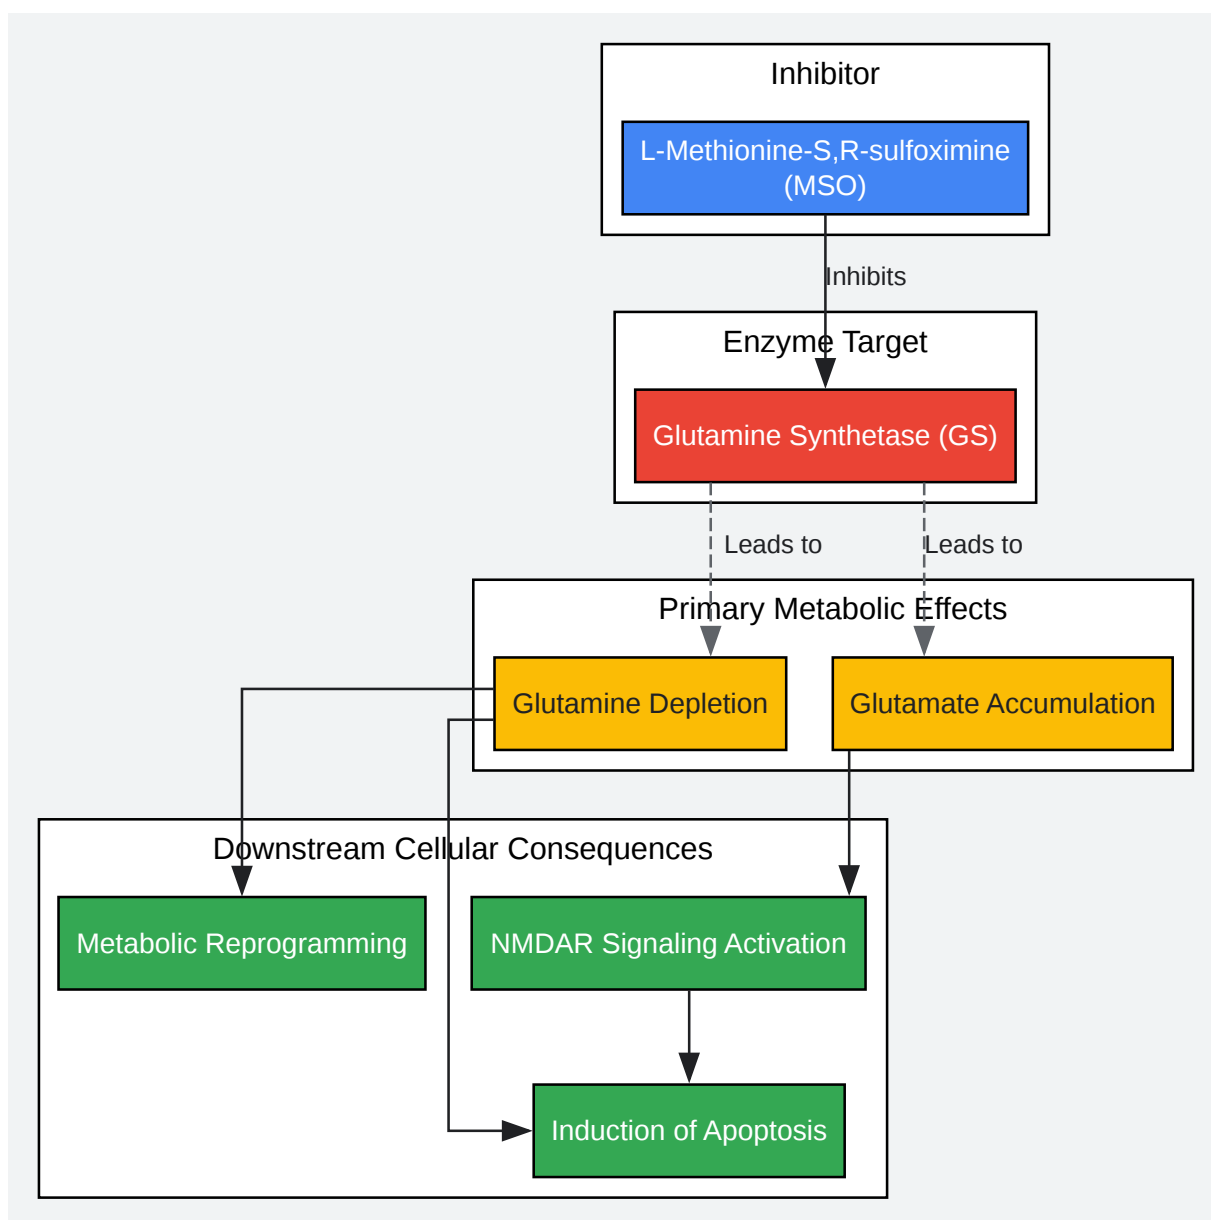 Inhibitor
L-Methionine-S,R-sulfoximine
(MSO)
Inhibits
Enzyme Target
Glutamine Synthetase (GS)
Leads to
Leads to
Primary Metabolic Effects
Glutamine Depletion
Glutamate Accumulation
Downstream Cellular Consequences
Metabolic Reprogramming
NMDAR Signaling Activation
Induction of Apoptosis